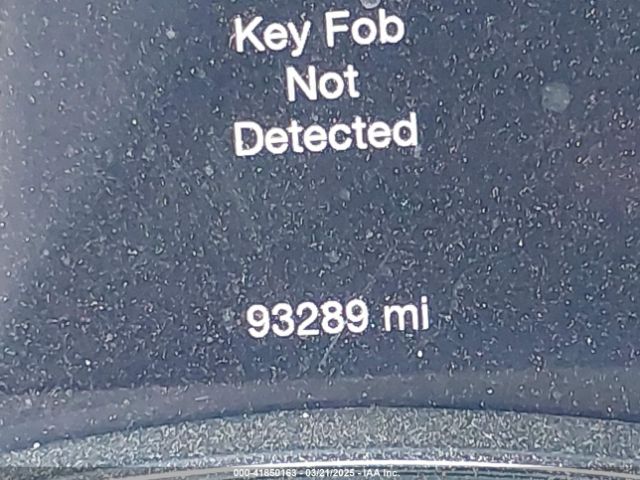 Key Fob
Not
Detected
93289 mi
000-41850163 - 03/21/2025 - IAA Inc.